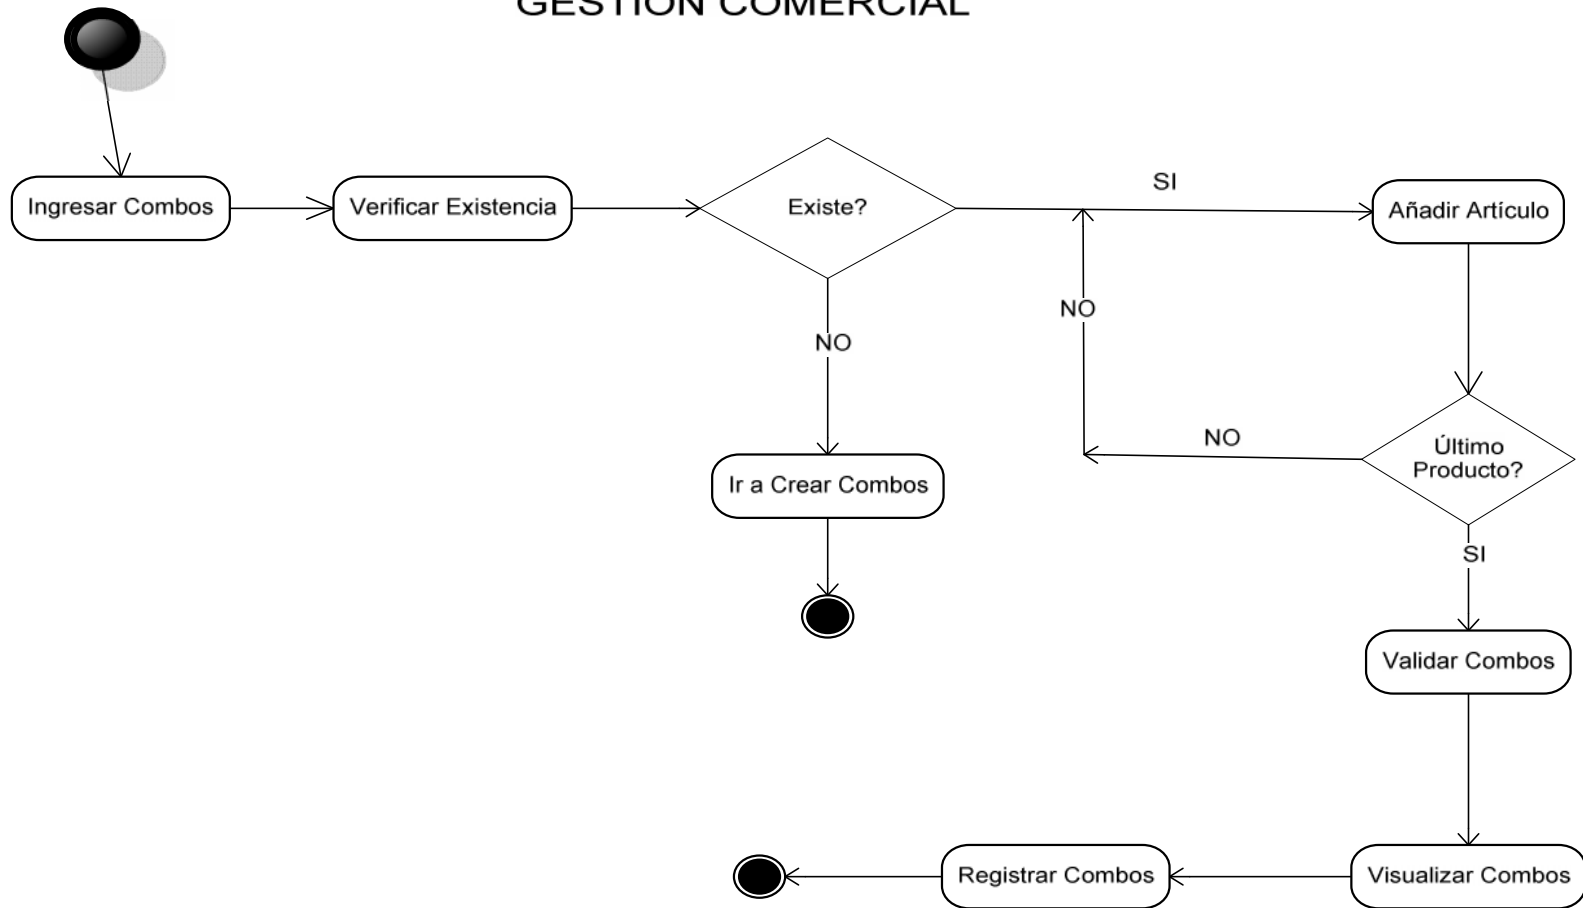 GESTIÓN COMERCIAL
SI
Ingresar Combos
Verificar Existencia
Existe?
Añadir Artículo
NO
NO
NO
Último
Producto?
Ir a Crear Combos
SI
Validar Combos
Registrar Combos
Visualizar Combos